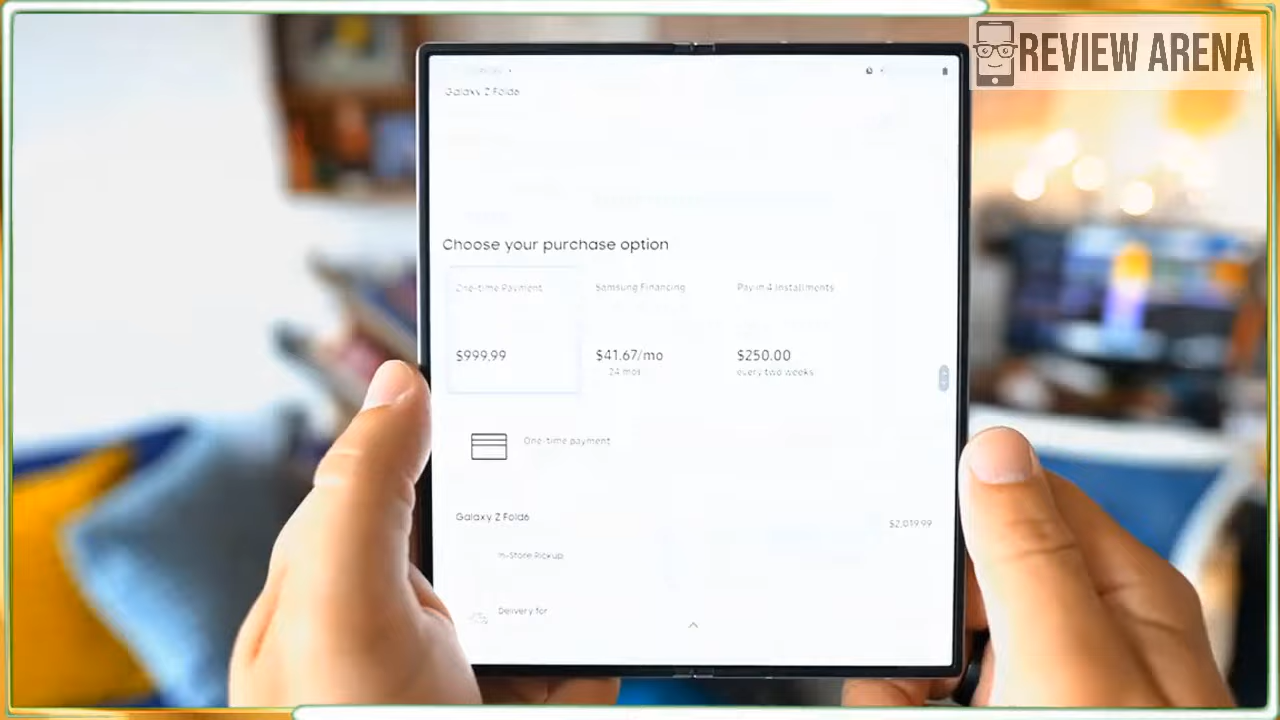 REVIEW ARENA
Galaxy Z Fold6
Choose your purchase option
One-time Payment
Samsung Financing
Pay in 4 installments
$999.99
$41.67/mo
$250.00
24 mos
every two weeks
One-time payment
Galaxy Z Fold6
$2,019.99
In-Store Pickup
Delivery for